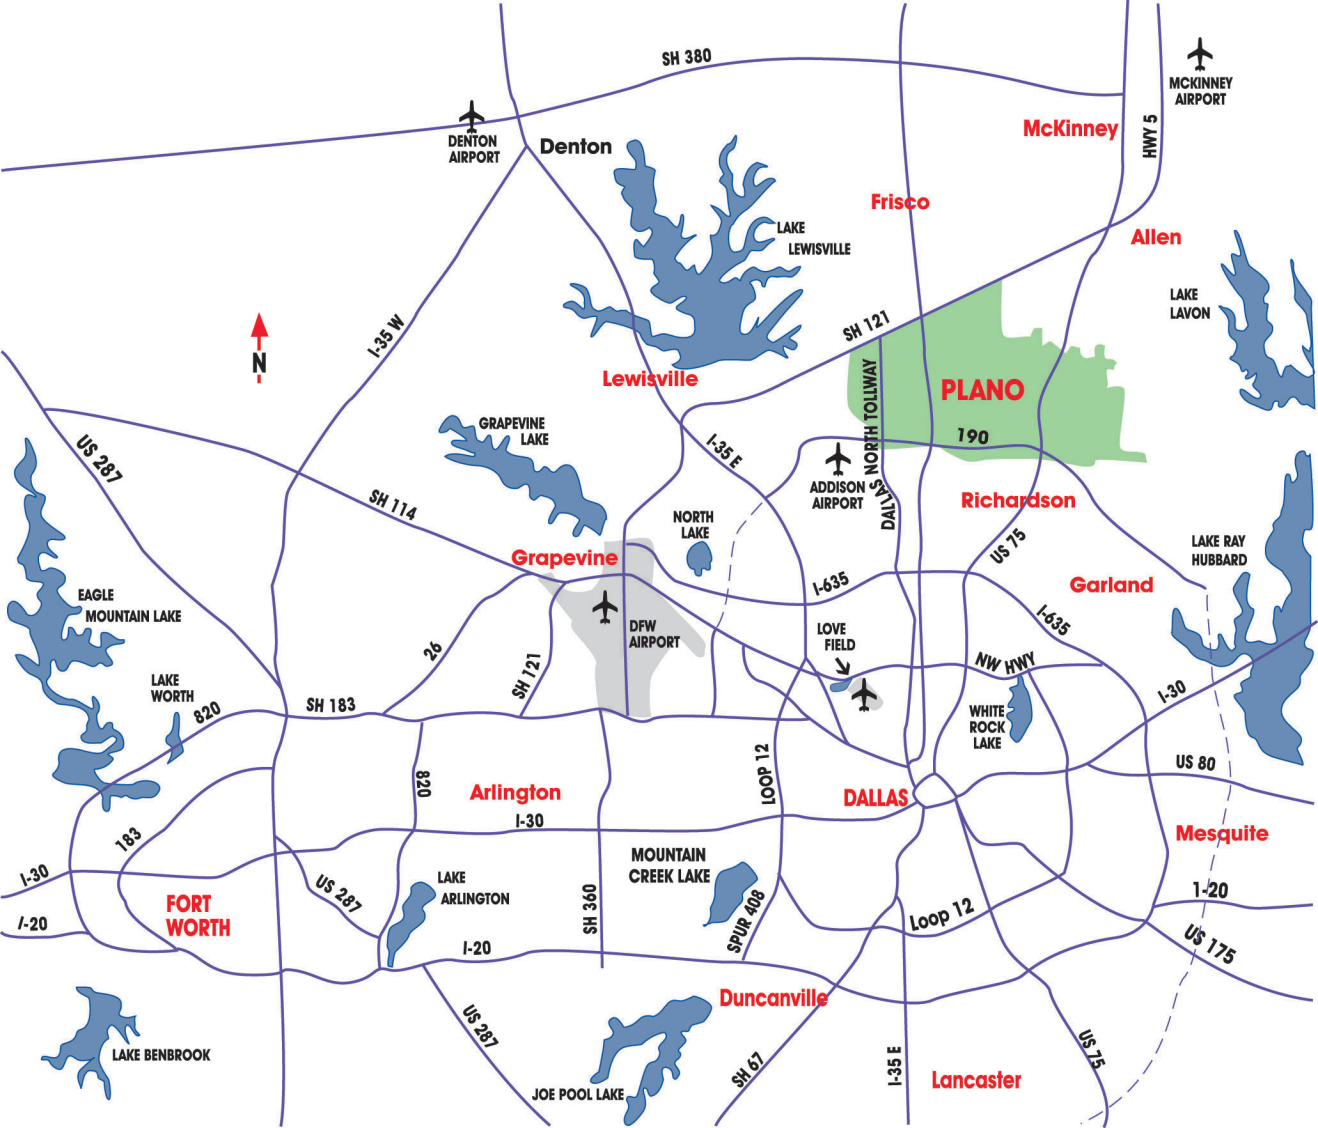 SH 380
MCKINNEY
AIRPORT
DENTON
AIRPORT
Denton
McKinney
HWY 5
Frisco
Allen
LAKE
LEWISVILLE
LAKE
LAVON
I-35 W
N
SH 121
Lewisville
PLANO
DALLAS NORTH TOLLWAY
190
US 287
GRAPEVINE
LAKE
I-35 E
ADDISON
AIRPORT
Richardson
SH 114
NORTH
LAKE
US 75
LAKE RAY
HUBBARD
Grapevine
I-635
Garland
EAGLE
MOUNTAIN LAKE
DFW
AIRPORT
LOVE
FIELD
I-635
26
SH 121
NW HWY
LAKE
WORTH
820
SH 183
WHITE
ROCK
LAKE
I-30
LOOP 12
820
US 80
Arlington
DALLAS
I-30
183
Mesquite
MOUNTAIN
CREEK LAKE
I-30
US 287
LAKE
ARLINGTON
1-20
FORT
WORTH
SH 360
SPUR 408
Loop 12
I-20
I-20
US 175
Duncanville
US 287
LAKE BENBROOK
SH 67
I-35 E
US 75
Lancaster
JOE POOL LAKE